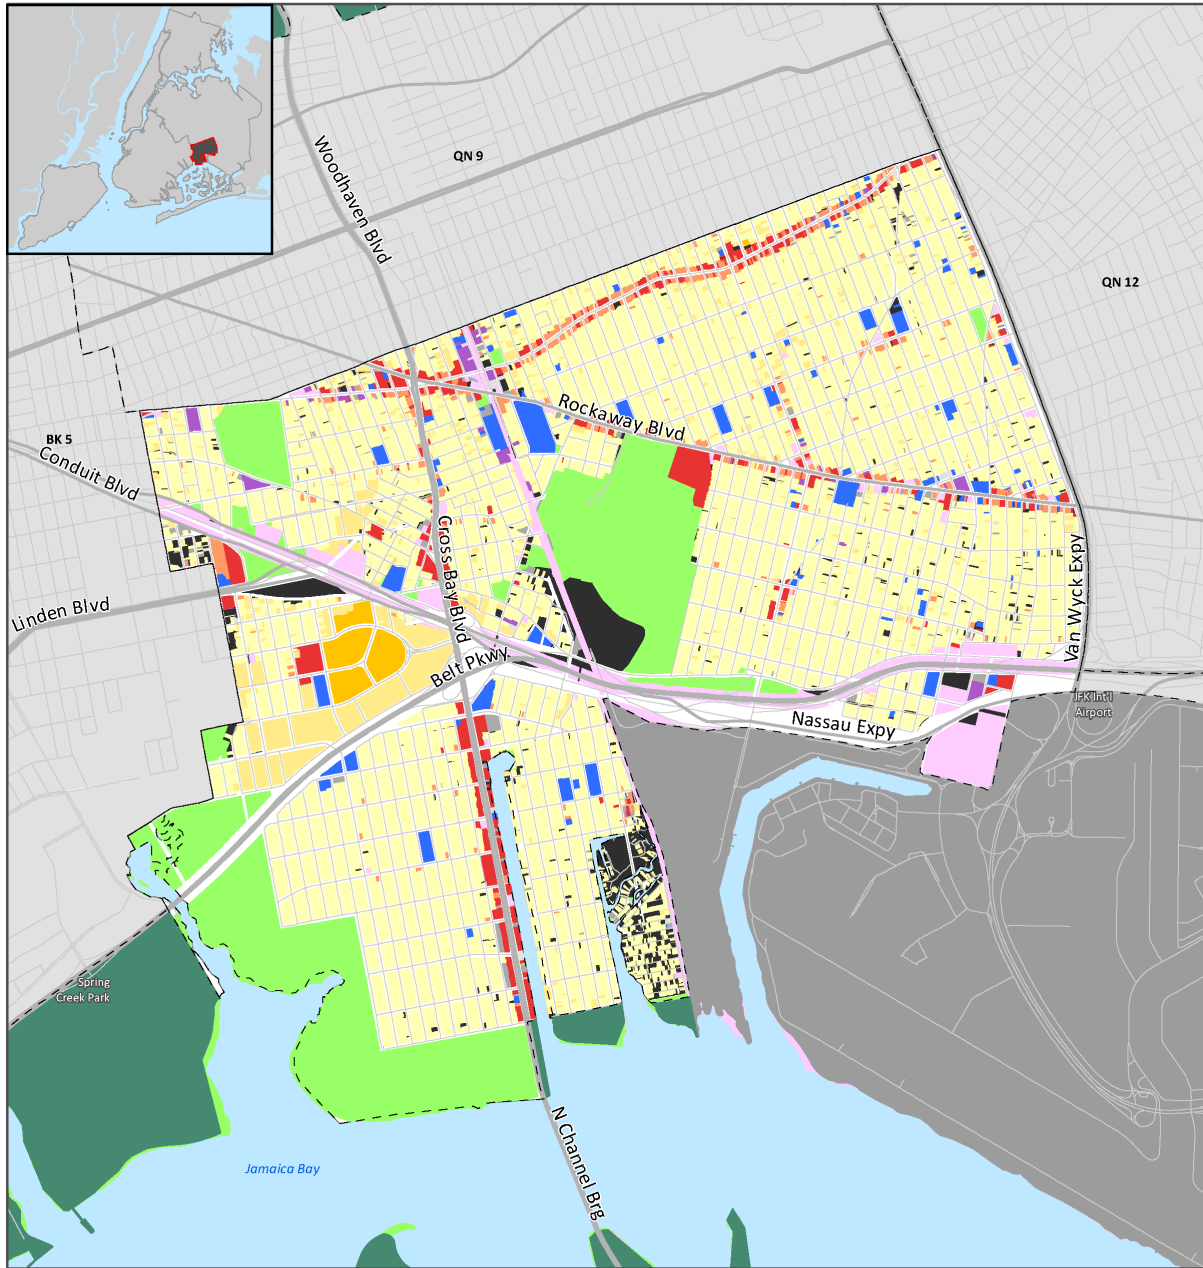 Woodhaven Blvd
QN 9
QN 12
Rockaway Blvd
BK 5
Conduit Blvd
Cross Bay Blvd
Van Wyck Expy
Linden Blvd
Belt Pkwy
JFK Int'l
Airport
Nassau Expy
Spring
Creek Park
N Channel Brg
Jamaica Bay